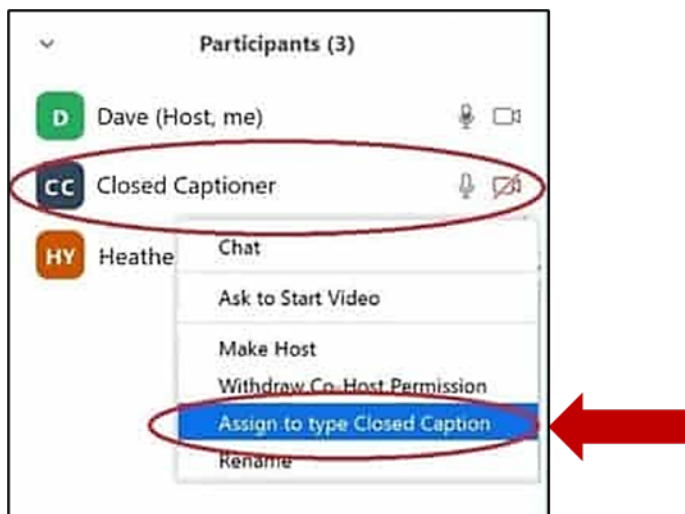 Participants (3)
D Dave (Host, me)
CC Closed Captioner
HY Heathe
Chat
Ask to Start Video
Make Host
Withdraw Co-Host Permission
Assign to type Closed Caption
Rename